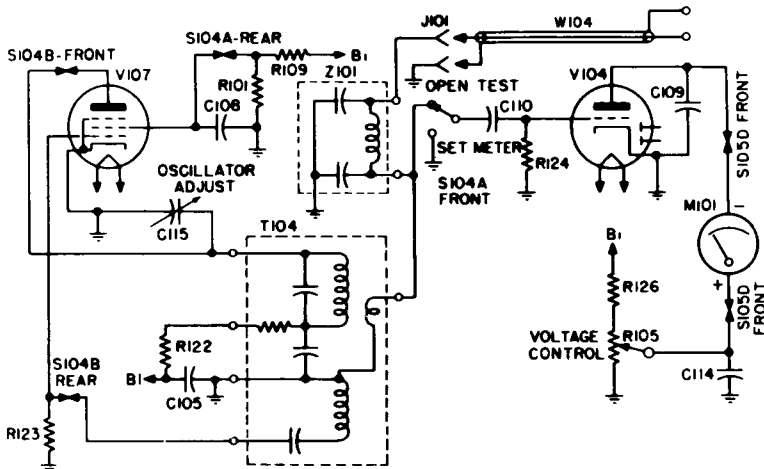 J101
W104
S104A-REAR
S104B-FRONT
R109
B1
V107
R101
Z101
OPEN TEST
V104
C109
C108
C110
S105D FRONT
SET METER
R124
OSCILLATOR
ADJUST
S104A
FRONT
M101
-
C115
T104
B1
+
R126
S105D
FRONT
VOLTAGE
CONTROL
R105
R122
S104B
REAR
B1
C105
C114
R123